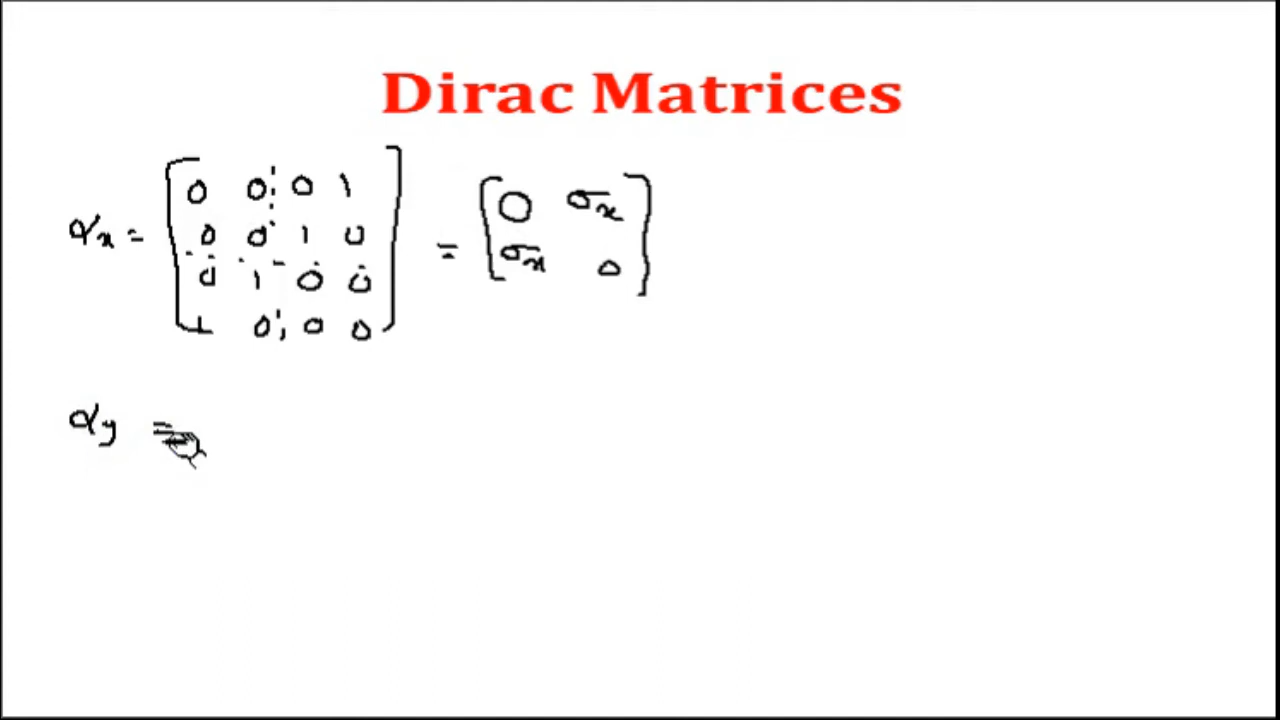 Dirac Matrices
αx = [ 0 0 0 1
0 0 1 0
0 1 0 0
1 0 0 0 ] = [ 0 σx
σx 0 ]
αy =